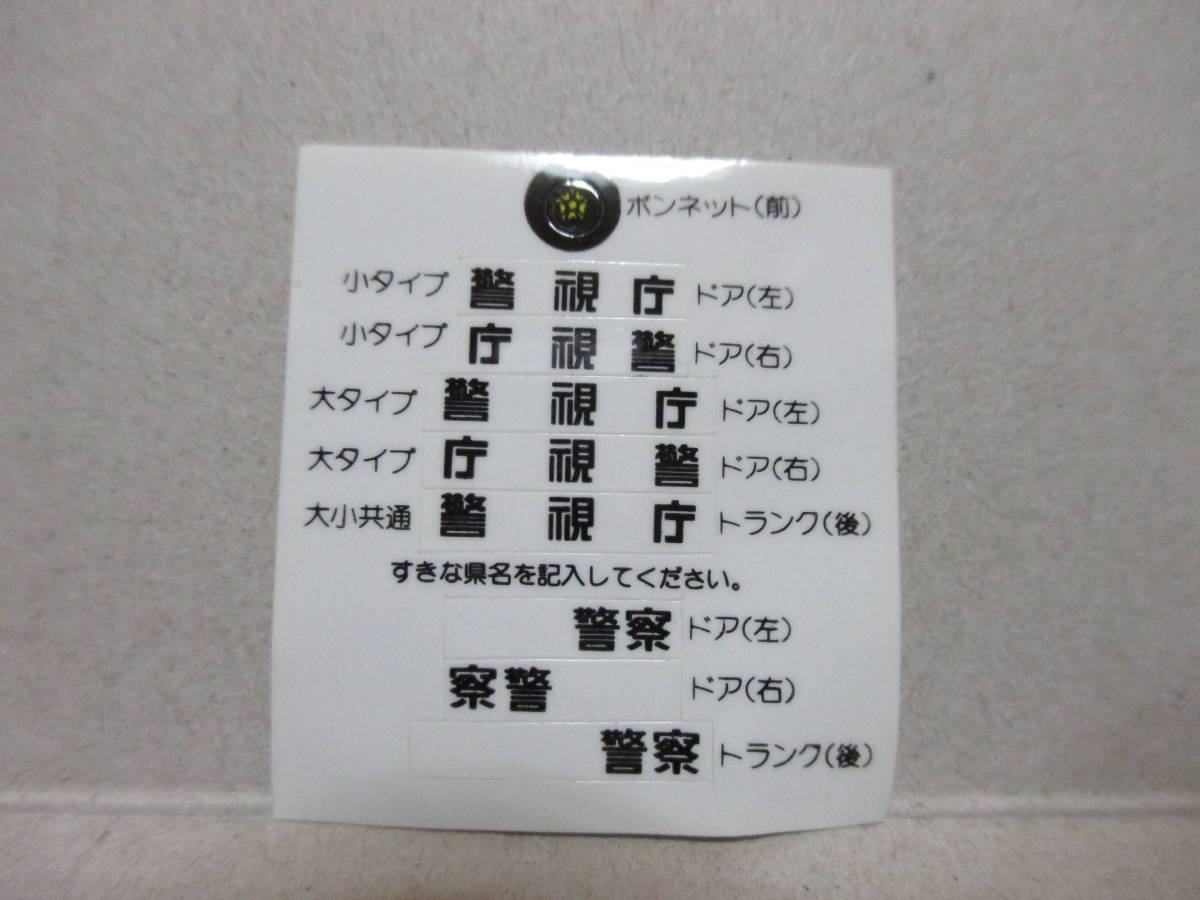 ボンネット(前)
小タイプ 警 視 庁 ドア(左)
小タイプ 庁 視 警 ドア(右)
大タイプ 警 視 庁 ドア(左)
大タイプ 庁 視 警 ドア(右)
大小共通 警 視 庁 トランク(後)
すきな県名を記入してください。
警察 ドア(左)
察警 ドア(右)
警察 トランク(後)